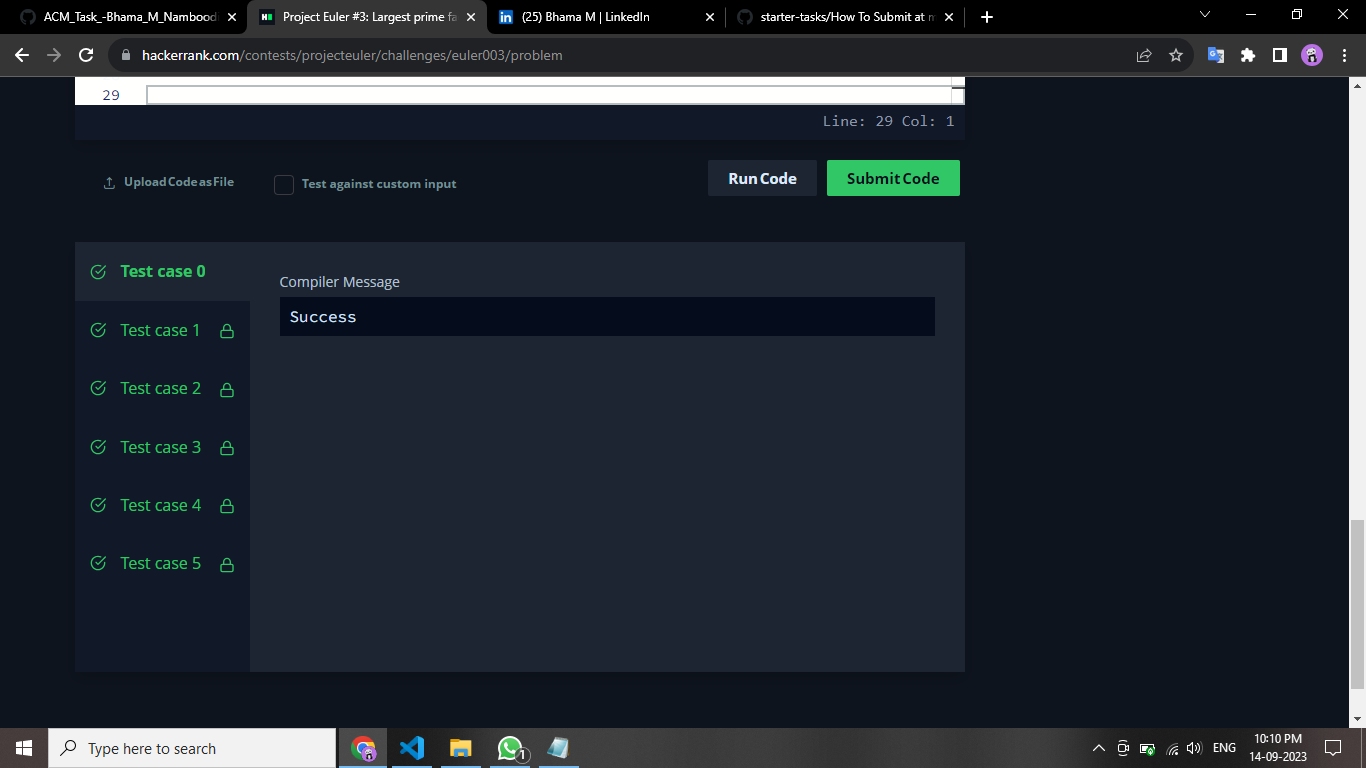 ACM_Task_-Bhama_M_Namboodi
Project Euler #3: Largest prime fa
(25) Bhama M | LinkedIn
starter-tasks/How To Submit at m
hackerrank.com/contests/projecteuler/challenges/euler003/problem
29
Line: 29 Col: 1
Upload Code as File
Test against custom input
Run Code
Submit Code
Test case 0
Compiler Message
Success
Test case 1
Test case 2
Test case 3
Test case 4
Test case 5
Type here to search
1
ENG
10:10 PM
14-09-2023